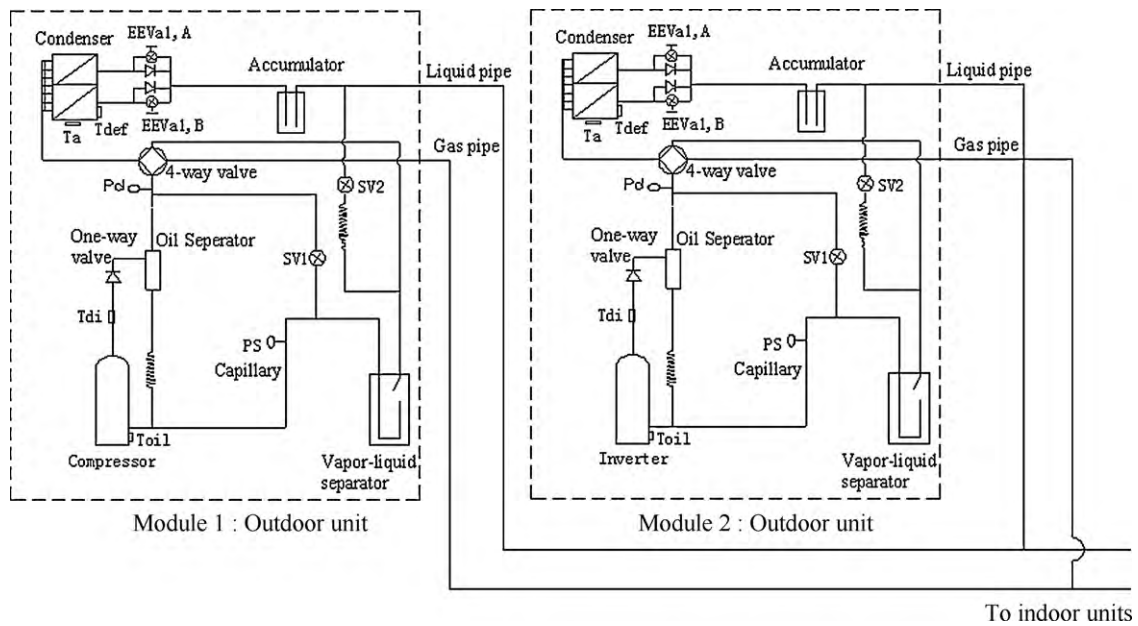 Condenser
EEVa1, A
Accumulator
Liquid pipe
Ta
Tdef
EEVa1, B
Gas pipe
4-way valve
Pd
SV2
One-way
valve
Oil Seperator
SV1
Tdi
PS
Capillary
Toil
Compressor
Vapor-liquid
separator
Module 1 : Outdoor unit
Condenser
EEVa1, A
Accumulator
Liquid pipe
Ta
Tdef
EEVa1, B
Gas pipe
4-way valve
Pd
SV2
One-way
valve
Oil Seperator
SV1
Tdi
PS
Capillary
Toil
Inverter
Vapor-liquid
separator
Module 2 : Outdoor unit
To indoor units